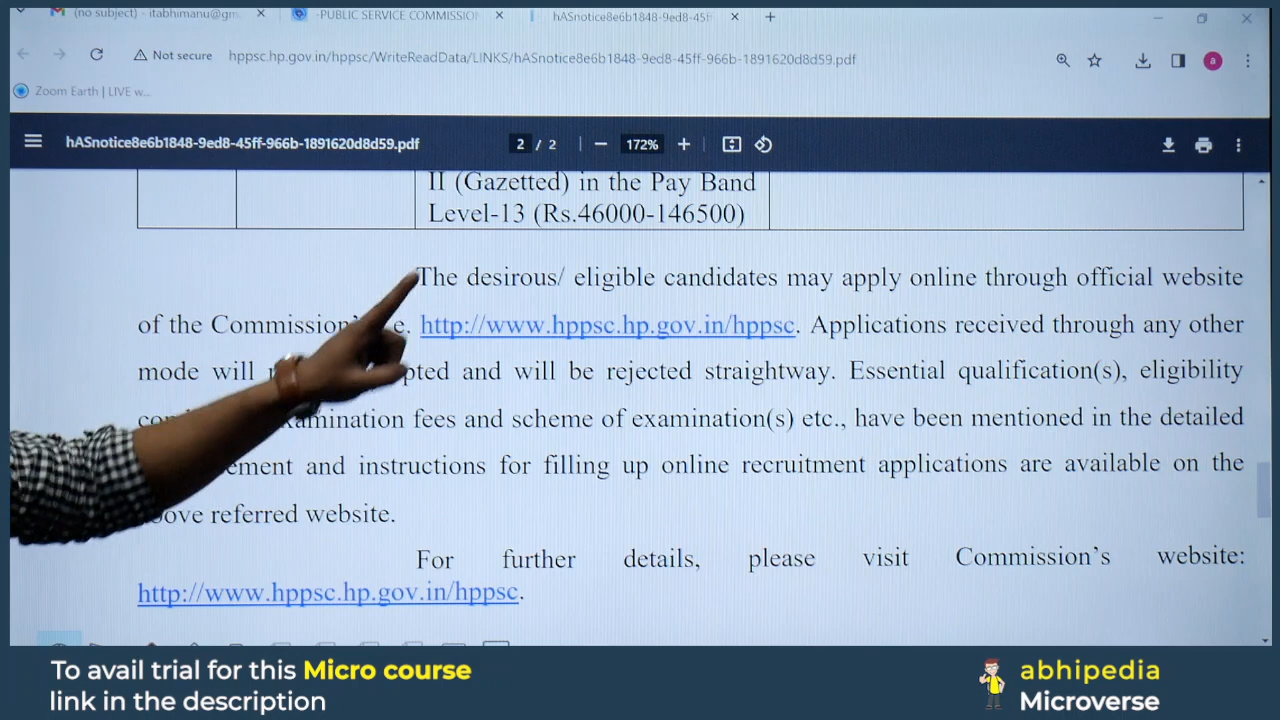 (no subject) - itabhimanu@gm
-PUBLIC SERVICE COMMISSION
hASnotice8e6b1848-9ed8-45f
Not secure
hppsc.hp.gov.in/hppsc/WriteReadData/LINKS/hASnotice8e6b1848-9ed8-45ff-966b-1891620d8d59.pdf
a
Zoom Earth | LIVE w...
hASnotice8e6b1848-9ed8-45ff-966b-1891620d8d59.pdf
2 / 2
172%
II (Gazetted) in the Pay Band
Level-13 (Rs.46000-146500)
The desirous/ eligible candidates may apply online through official website
of the Commission e. http://www.hppsc.hp.gov.in/hppsc. Applications received through any other
mode will pted and will be rejected straightway. Essential qualification(s), eligibility
amination fees and scheme of examination(s) etc., have been mentioned in the detailed
ement and instructions for filling up online recruitment applications are available on the
ove referred website.
For further details, please visit Commission's website:
http://www.hppsc.hp.gov.in/hppsc.
To avail trial for this Micro course
link in the description
abhipedia
Microverse